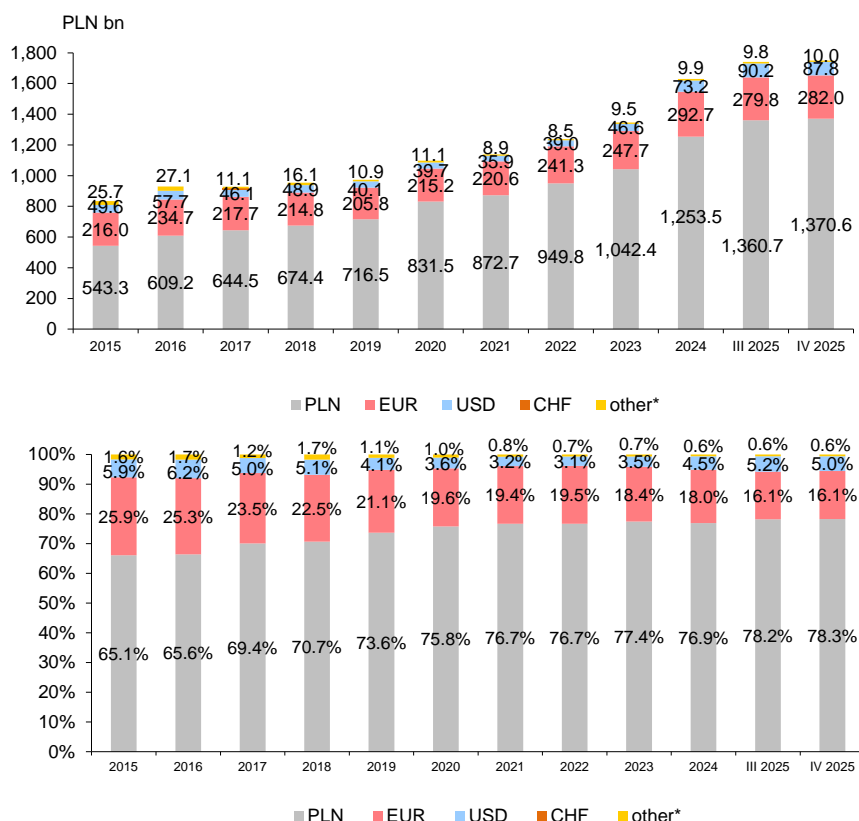 PLN bn
1,800
1,600
1,400
1,200
1,000
800
600
400
200
0
25.7 27.1 11.1 16.1 10.9 11.1 8.9 8.5 9.5 9.9 9.8 10.0
49.6 57.7 46.1 48.9 40.1 39.7 35.9 39.0 46.6 73.2 90.2 87.8
216.0 234.7 217.7 214.8 205.8 215.2 220.6 241.3 247.7 292.7 279.8 282.0
543.3 609.2 644.5 674.4 716.5 831.5 872.7 949.8 1,042.4 1,253.5 1,360.7 1,370.6
2015 2016 2017 2018 2019 2020 2021 2022 2023 2024 III 2025 IV 2025
PLN EUR USD CHF other*
100%
90%
80%
70%
60%
50%
40%
30%
20%
10%
0%
1.6% 1.7% 1.2% 1.7% 1.1% 1.0% 0.8% 0.7% 0.7% 0.6% 0.6% 0.6%
5.9% 6.2% 5.0% 5.1% 4.1% 3.6% 3.2% 3.1% 3.5% 4.5% 5.2% 5.0%
25.9% 25.3% 23.5% 22.5% 21.1% 19.6% 19.4% 19.5% 18.4% 18.0% 16.1% 16.1%
65.1% 65.6% 69.4% 70.7% 73.6% 75.8% 76.7% 76.7% 77.4% 76.9% 78.2% 78.3%
2015 2016 2017 2018 2019 2020 2021 2022 2023 2024 III 2025 IV 2025
PLN EUR USD CHF other*